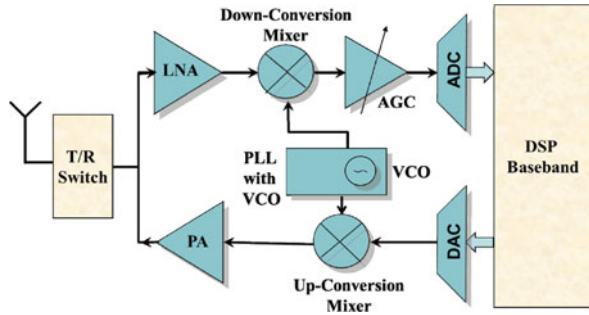 Down-Conversion
Mixer
LNA
AGC
ADC
T/R
Switch
PLL
with
VCO
VCO
DSP
Baseband
PA
Up-Conversion
Mixer
DAC